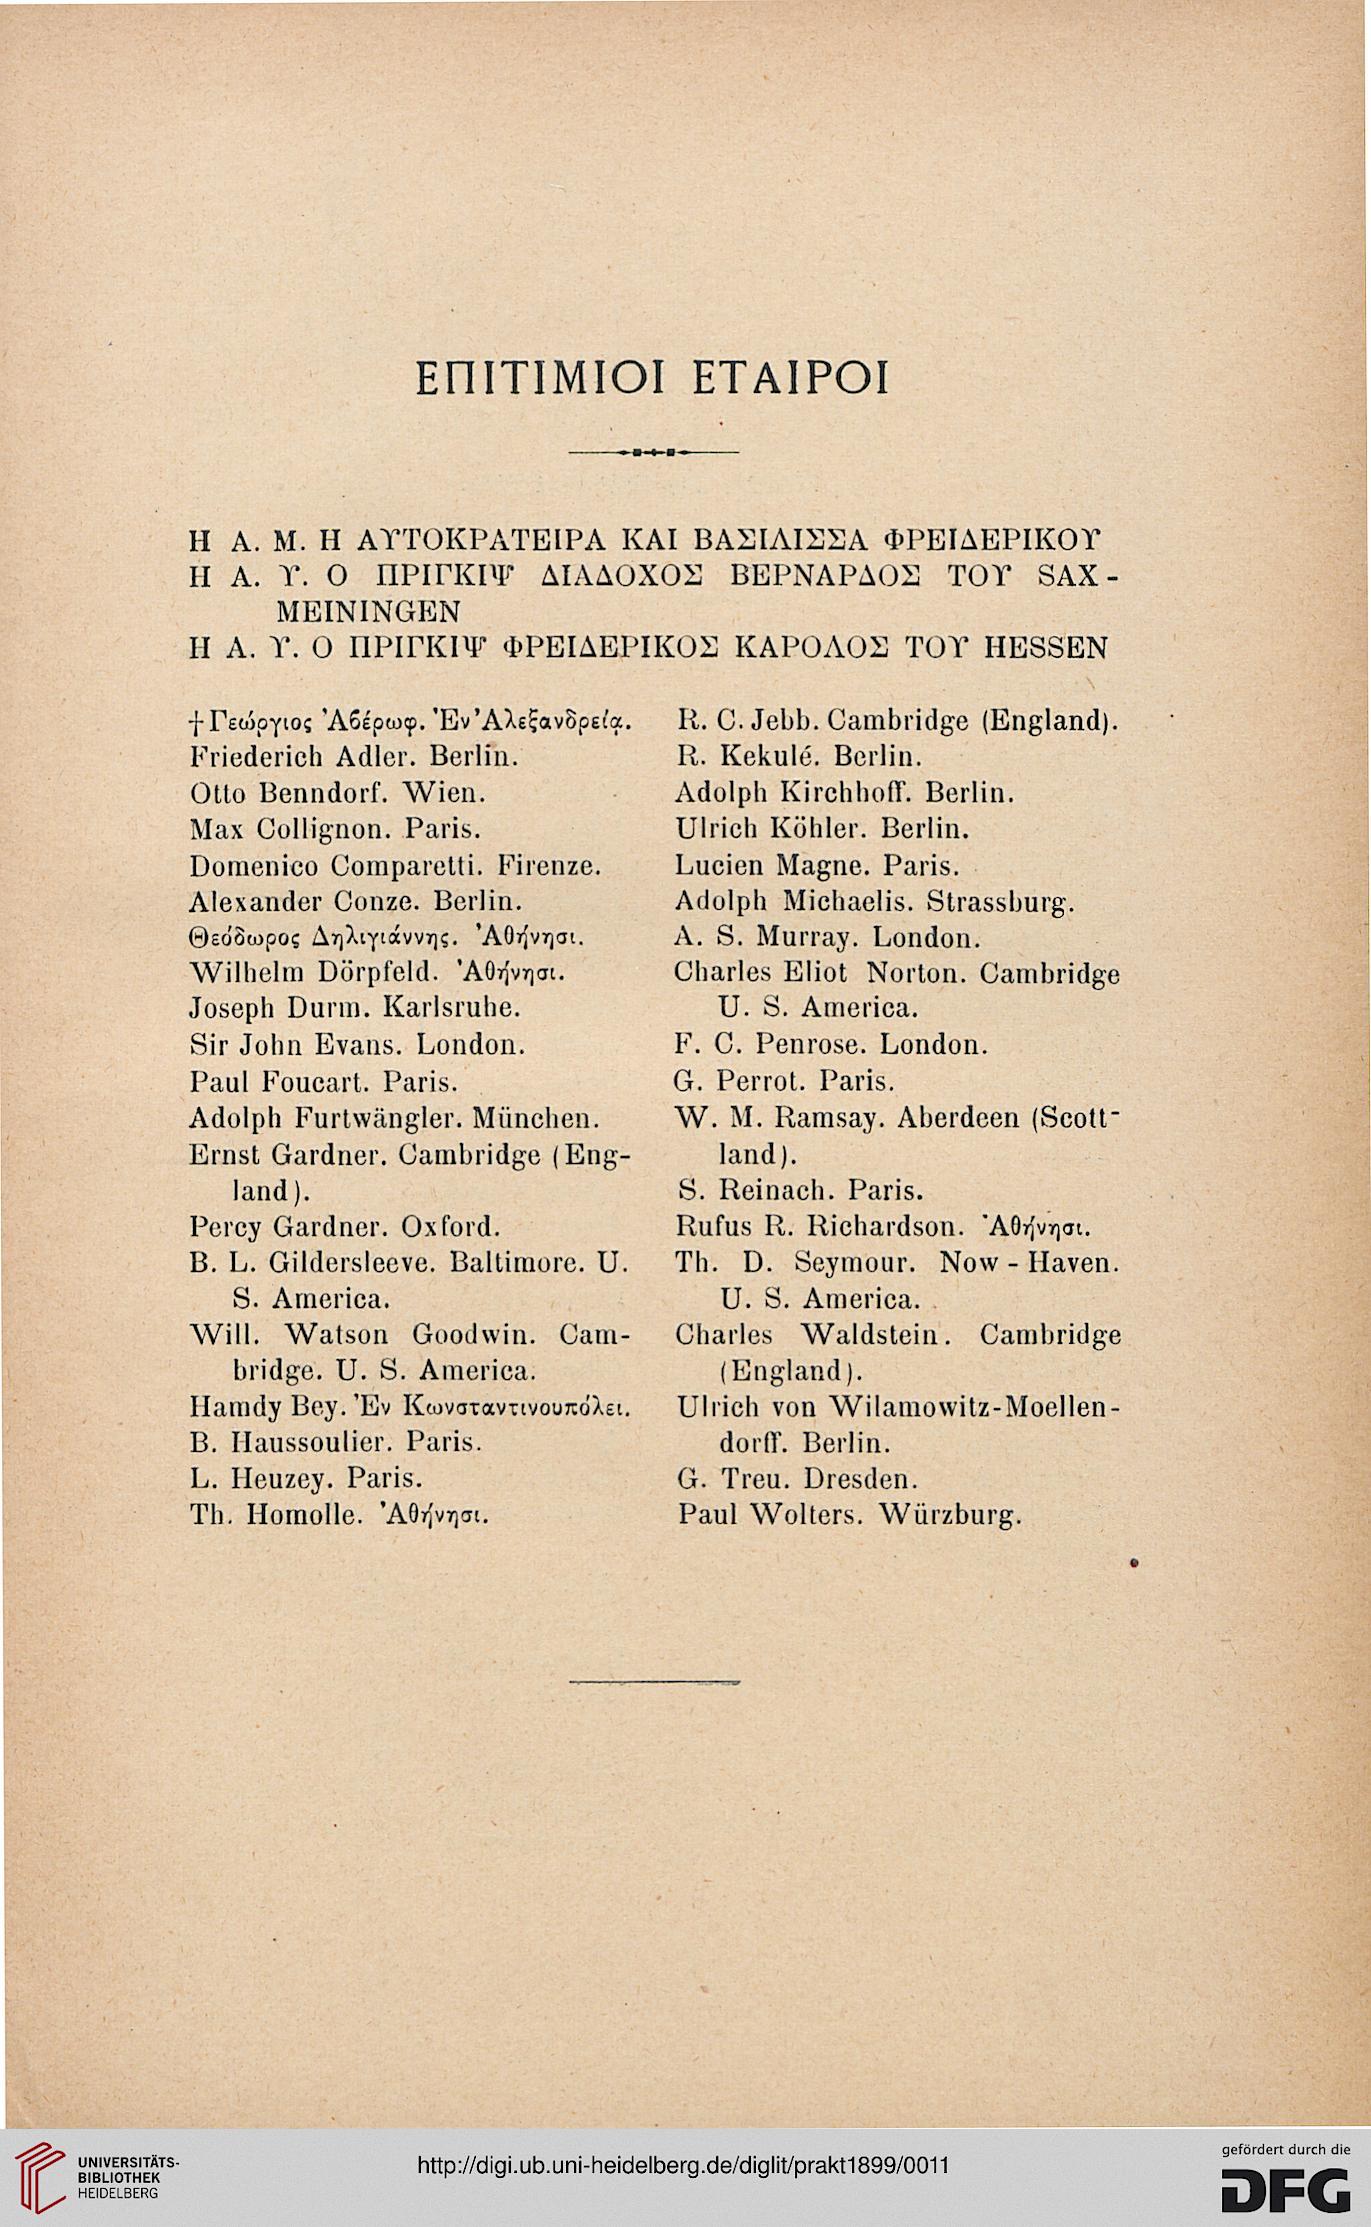 ΕΠΙΤΙΜΙΟΙ ΕΤΑΙΡΟΙ
Η Α. Μ. Η ΑΥΤΟΚΡΑΤΕΙΡΑ ΚΑΙ ΒΑΣΙΛΙΣΣΑ ΦΡΕΙΔΕΡΙΚΟΥ
Η Α. Υ. Ο ΠΡΙΓΚΙΨ ΔΙΑΔΟΧΟΣ ΒΕΡΝΑΡΔΟΣ ΤΟΥ SAX-
MEININGEN
Η Α. Υ. Ο ΠΡΙΓΚΙΨ ΦΡΕΙΔΕΡΙΚΟΣ ΚΑΡΟΛΟΣ ΤΟΥ HESSEN
† Γεώργιος Ἀβέρωφ. Ἐν Ἀλεξανδρείᾳ.
Friederich Adler. Berlin.
Otto Benndorf. Wien.
Max Collignon. Paris.
Domenico Comparetti. Firenze.
Alexander Conze. Berlin.
Θεόδωρος Δηλιγιάννης. Ἀθήνησι.
Wilhelm Dörpfeld. Ἀθήνησι.
Joseph Durm. Karlsruhe.
Sir John Evans. London.
Paul Foucart. Paris.
Adolph Furtwängler. München.
Ernst Gardner. Cambridge (Eng-
land).
Percy Gardner. Oxford.
B. L. Gildersleeve. Baltimore. U.
S. America.
Will. Watson Goodwin. Cam-
bridge. U. S. America.
Hamdy Bey. Ἐν Κωνσταντινουπόλει.
B. Haussoulier. Paris.
L. Heuzey. Paris.
Th. Homolle. Ἀθήνησι.
R. C. Jebb. Cambridge (England).
R. Kekulé. Berlin.
Adolph Kirchhoff. Berlin.
Ulrich Köhler. Berlin.
Lucien Magne. Paris.
Adolph Michaelis. Strassburg.
A. S. Murray. London.
Charles Eliot Norton. Cambridge
U. S. America.
F. C. Penrose. London.
G. Perrot. Paris.
W. M. Ramsay. Aberdeen (Scott-
land).
S. Reinach. Paris.
Rufus R. Richardson. Ἀθήνησι.
Th. D. Seymour. Now - Haven.
U. S. America.
Charles Waldstein. Cambridge
(England).
Ulrich von Wilamowitz-Moellen-
dorff. Berlin.
G. Treu. Dresden.
Paul Wolters. Würzburg.
UNIVERSITÄTS-
BIBLIOTHEK
HEIDELBERG
http://digi.ub.uni-heidelberg.de/diglit/prakt1899/0011
gefördert durch die
DFG